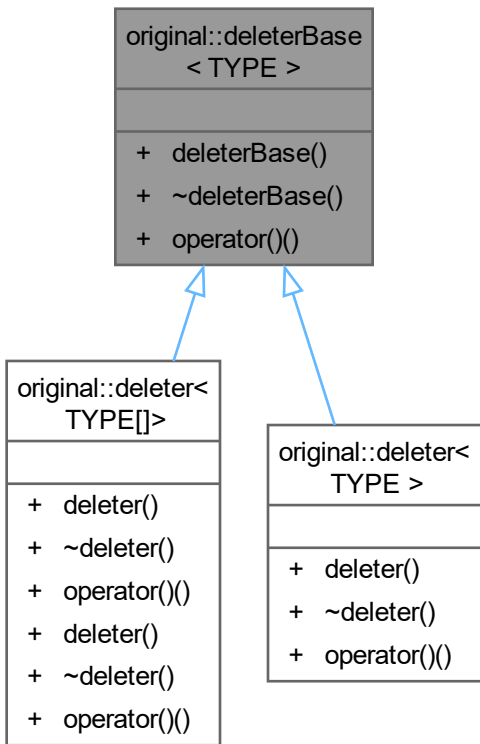 original::deleterBase
< TYPE >
+ deleterBase()
+ ~deleterBase()
+ operator()()
original::deleter<
TYPE[]>
+ deleter()
+ ~deleter()
+ operator()()
+ deleter()
+ ~deleter()
+ operator()()
original::deleter<
TYPE >
+ deleter()
+ ~deleter()
+ operator()()